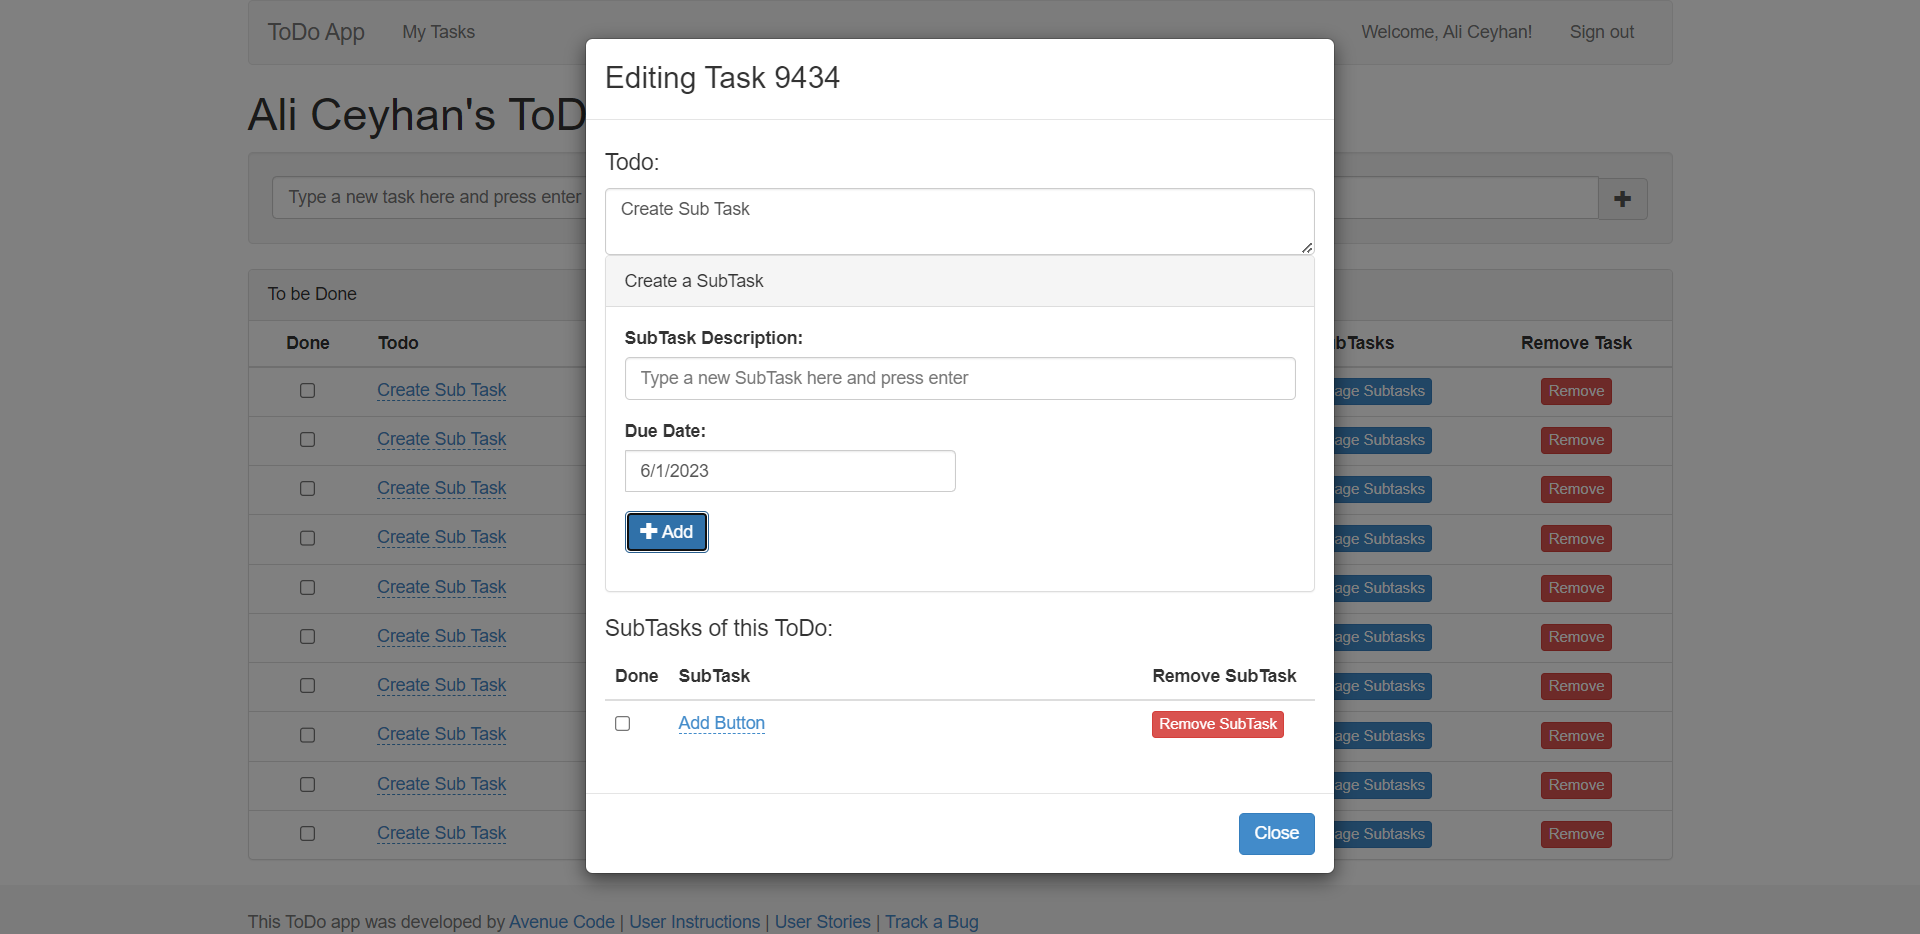 ToDo App My Tasks Welcome, Ali Ceyhan! Sign out
Ali Ceyhan's ToD
Type a new task here and press enter
To be Done
Done Todo bTasks Remove Task
Create Sub Task age Subtasks Remove
Create Sub Task age Subtasks Remove
Create Sub Task age Subtasks Remove
Create Sub Task age Subtasks Remove
Create Sub Task age Subtasks Remove
Create Sub Task age Subtasks Remove
Create Sub Task age Subtasks Remove
Create Sub Task age Subtasks Remove
Create Sub Task age Subtasks Remove
Create Sub Task age Subtasks Remove
This ToDo app was developed by Avenue Code | User Instructions | User Stories | Track a Bug
Editing Task 9434
Todo:
Create Sub Task
Create a SubTask
SubTask Description:
Type a new SubTask here and press enter
Due Date:
6/1/2023
Add
SubTasks of this ToDo:
Done SubTask Remove SubTask
Add Button Remove SubTask
Close